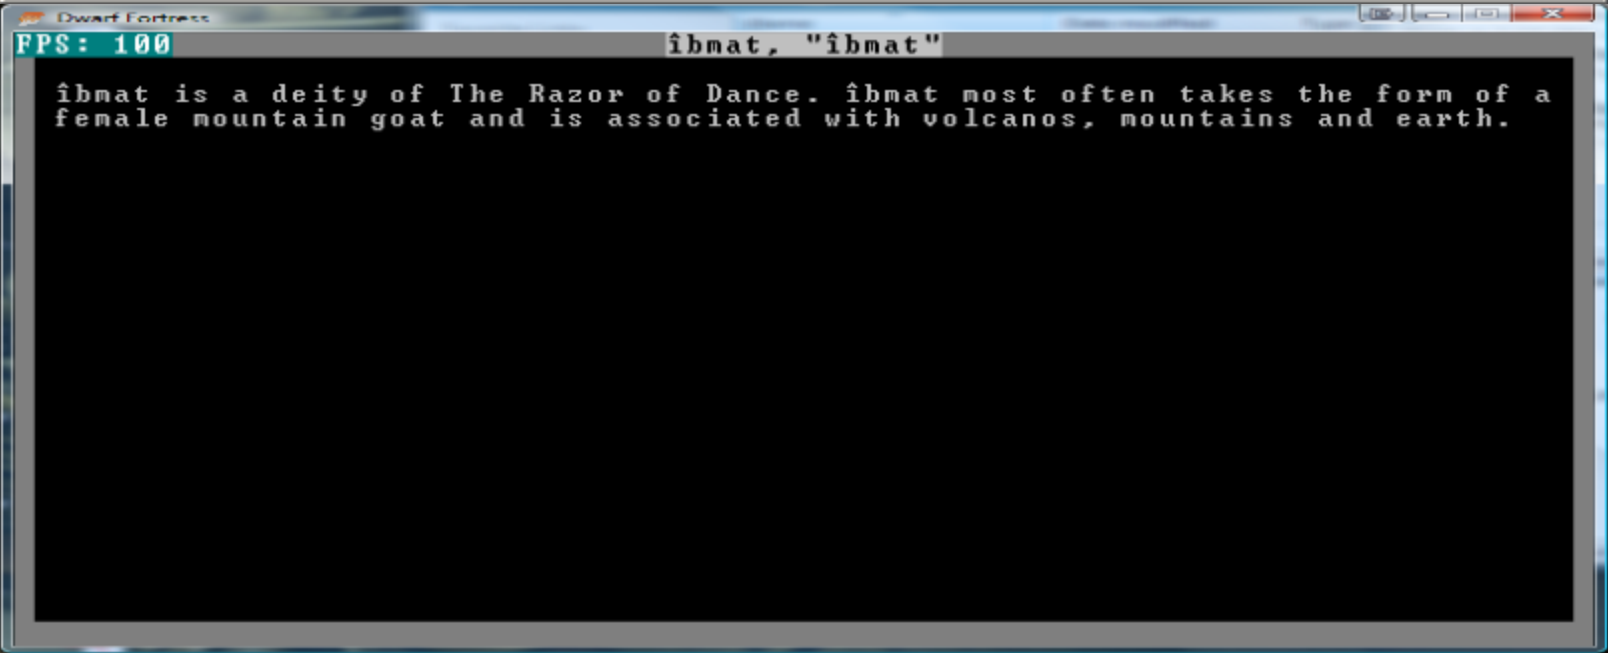 Dwarf Fortress
FPS: 100
îbmat, "îbmat"
îbmat is a deity of The Razor of Dance. îbmat most often takes the form of a
female mountain goat and is associated with volcanos, mountains and earth.